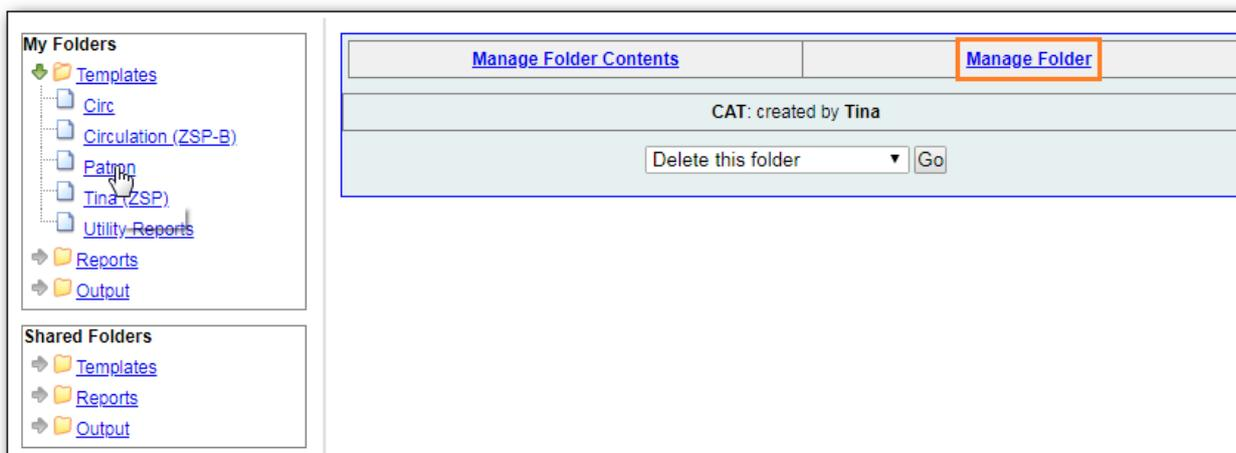 My Folders
Templates
Circ
Circulation (ZSP-B)
Patron
Tina (ZSP)
Utility Reports
Reports
Output
Shared Folders
Templates
Reports
Output
Manage Folder Contents
Manage Folder
CAT: created by Tina
Delete this folder
Go